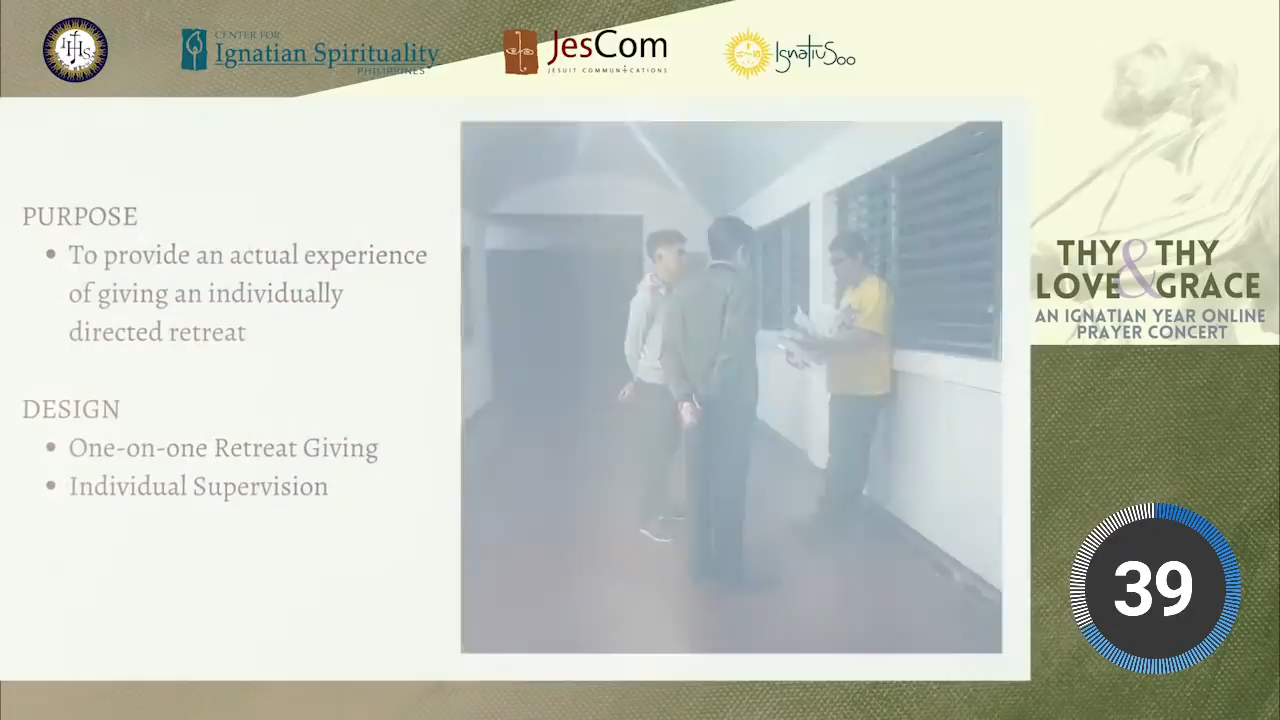 IHS
CENTER FOR
Ignatian Spirituality
PHILIPPINES
JesCom
JESUIT COMMUNICATIONS
IgnatiuS500
PURPOSE
• To provide an actual experience
of giving an individually
directed retreat
DESIGN
• One-on-one Retreat Giving
• Individual Supervision
THY & THY
LOVE GRACE
AN IGNATIAN YEAR ONLINE
PRAYER CONCERT
39